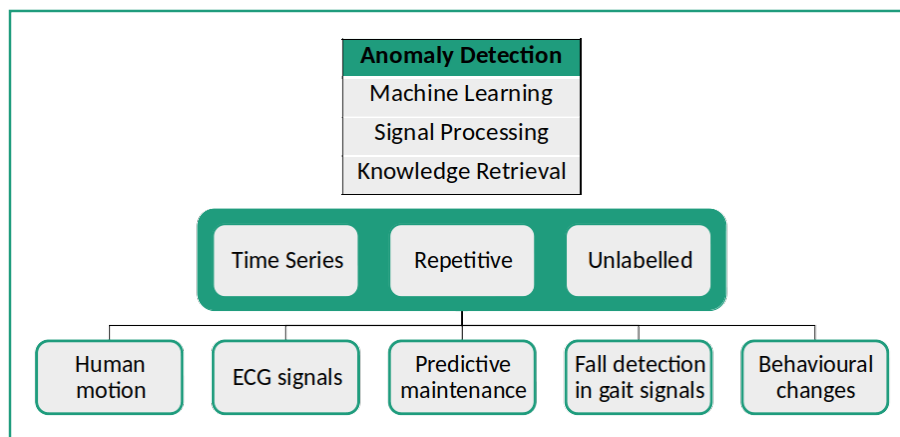 Anomaly Detection
Machine Learning
Signal Processing
Knowledge Retrieval
Time Series
Repetitive
Unlabelled
Human
motion
ECG signals
Predictive
maintenance
Fall detection
in gait signals
Behavioural
changes